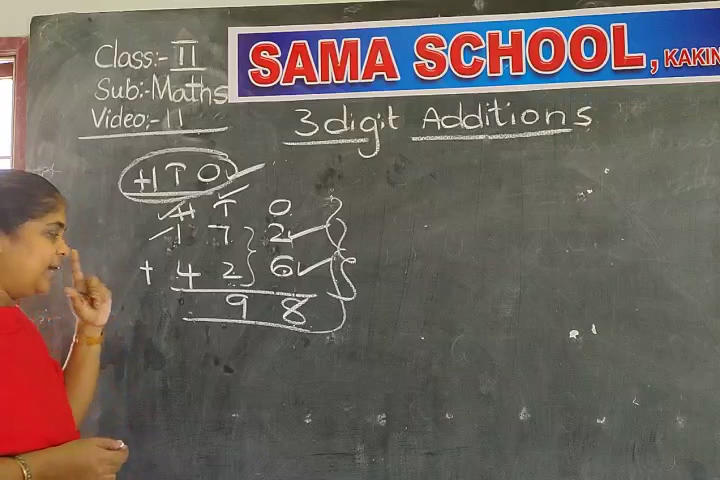 SAMA SCHOOL, KAKIN
Class:- II
Sub:- Maths
Video:- 11
3 digit Additions
H T O
H T O
1 7 2
+ 4 2 6
9 8